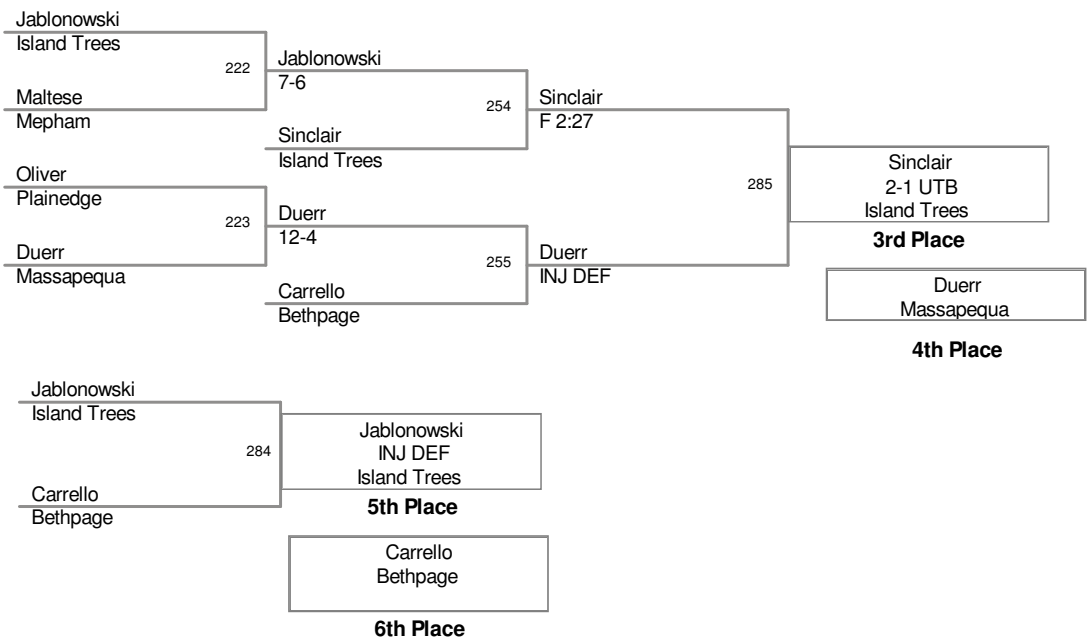 Jablonowski
Island Trees
222
Maltese
Mepham
Jablonowski
7-6
254
Sinclair
Island Trees
Sinclair
F 2:27
Oliver
Plainedge
223
Duerr
Massapequa
Duerr
12-4
255
Carrello
Bethpage
Duerr
INJ DEF
285
Sinclair
2-1 UTB
Island Trees
3rd Place
Duerr
Massapequa
4th Place
Jablonowski
Island Trees
284
Carrello
Bethpage
Jablonowski
INJ DEF
Island Trees
5th Place
Carrello
Bethpage
6th Place